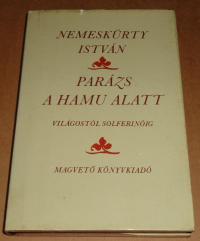 NEMESKÜRTY
ISTVÁN
PARÁZS
A HAMU ALATT
VILÁGOSTÓL SOLFERINÓIG
MAGVETŐ KÖNYVKIADÓ